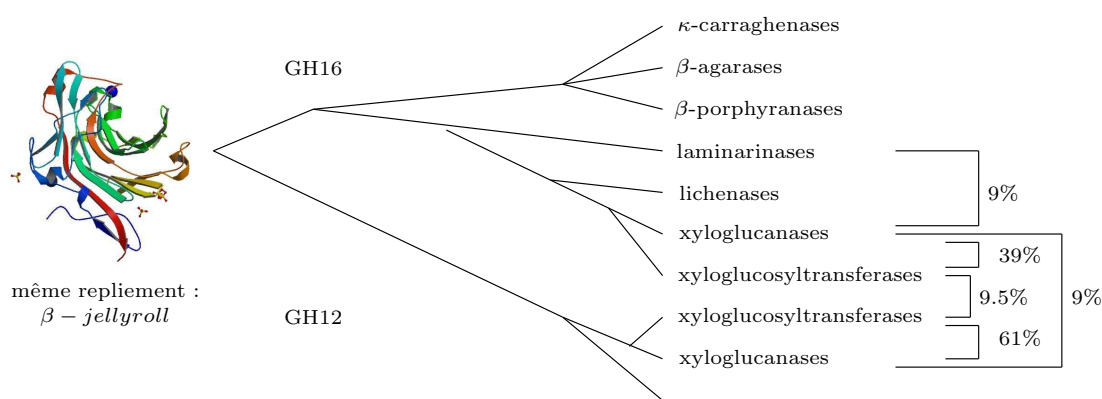 κ-carraghenases
GH16
β-agarases
β-porphyranases
laminarinases
lichenases
9%
xyloglucanases
39%
xyloglucosyltransferases
même repliement :
β − jellyroll
9.5%
9%
GH12
xyloglucosyltransferases
61%
xyloglucanases